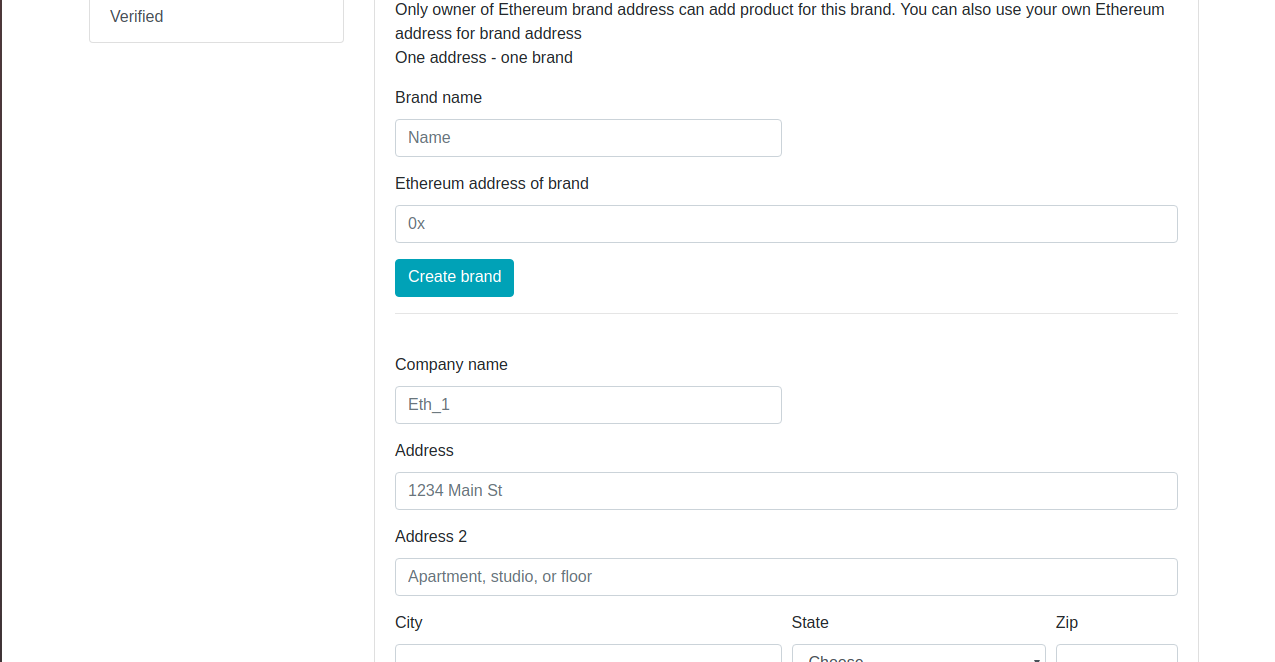 Verified
Only owner of Ethereum brand address can add product for this brand. You can also use your own Ethereum
address for brand address
One address - one brand
Brand name
Name
Ethereum address of brand
0x
Create brand
Company name
Eth_1
Address
1234 Main St
Address 2
Apartment, studio, or floor
City State Zip
Choose